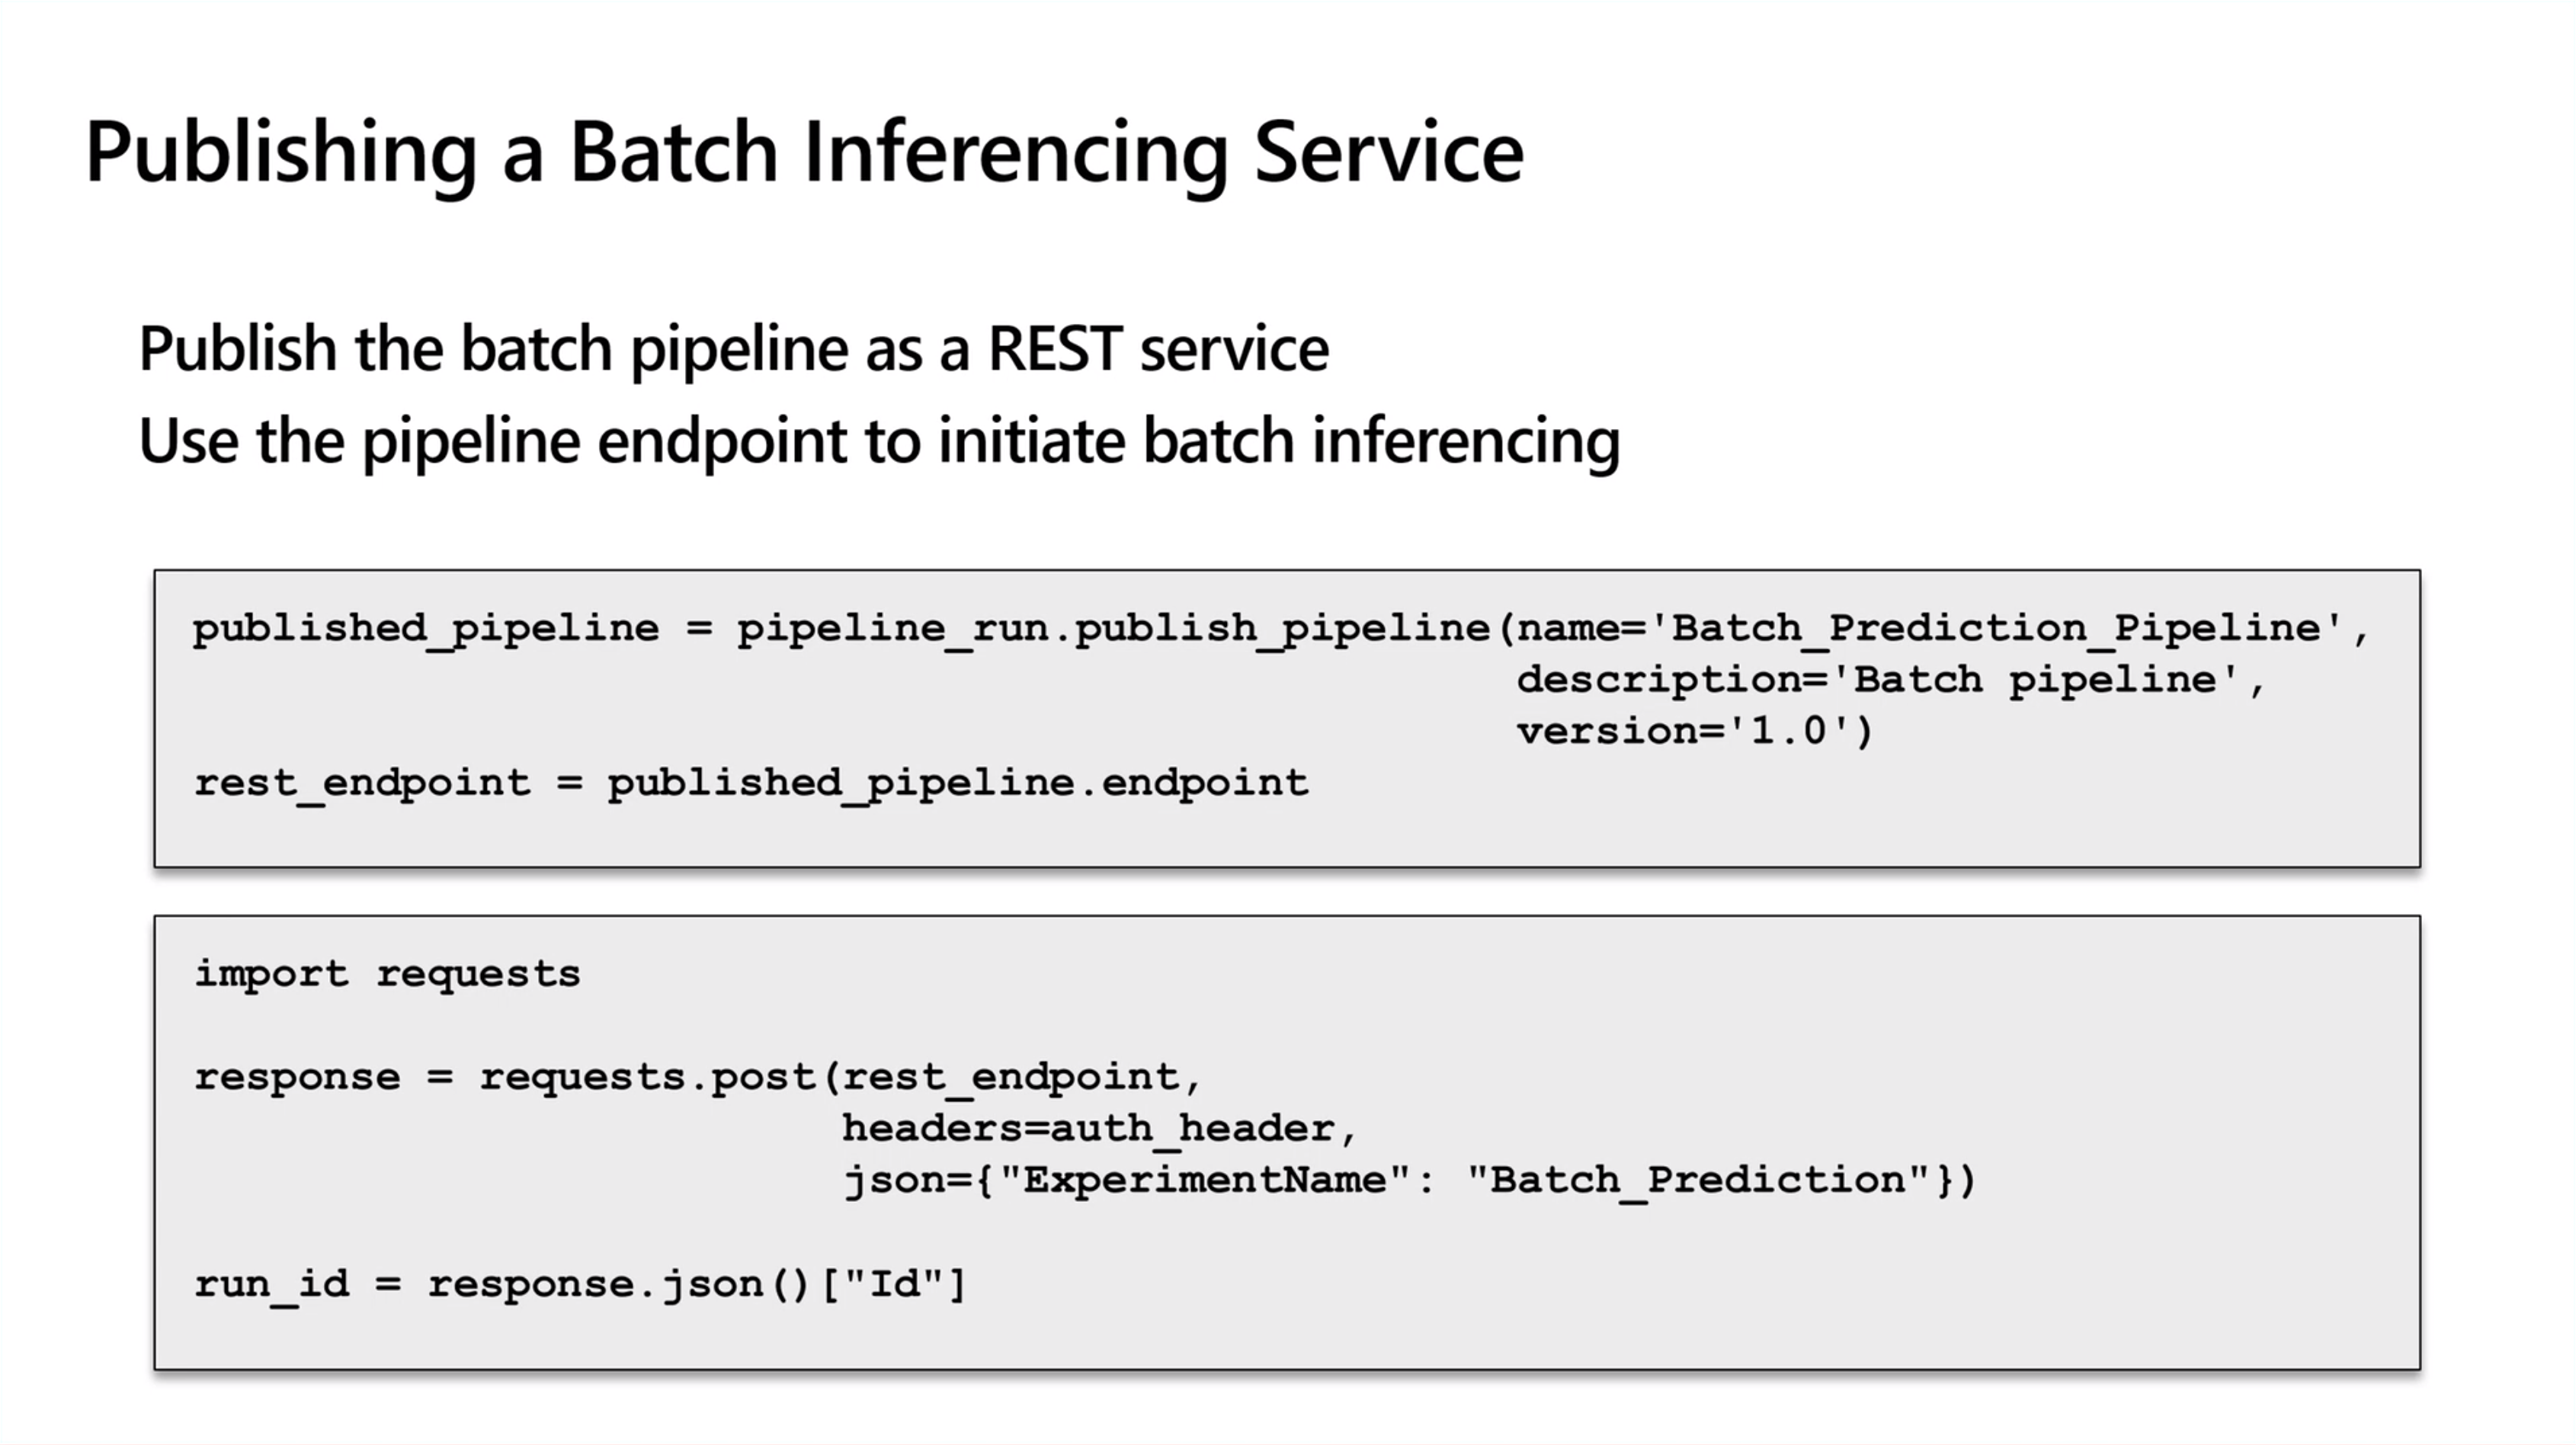 Publishing a Batch Inferencing Service
Publish the batch pipeline as a REST service
Use the pipeline endpoint to initiate batch inferencing
published_pipeline = pipeline_run.publish_pipeline(name='Batch_Prediction_Pipeline',
description='Batch pipeline',
version='1.0')
rest_endpoint = published_pipeline.endpoint
import requests
response = requests.post(rest_endpoint,
headers=auth_header,
json={"ExperimentName": "Batch_Prediction"})
run_id = response.json()["Id"]